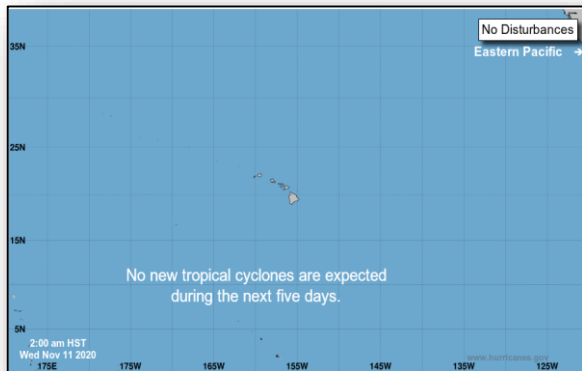 No Disturbances
35N
Eastern Pacific →
25N
No new tropical cyclones are expected
during the next five days.
15N
5N
2:00 am HST
Wed Nov 11 2020
www.hurricanes.gov
175E
175W
165W
155W
145W
135W
125W